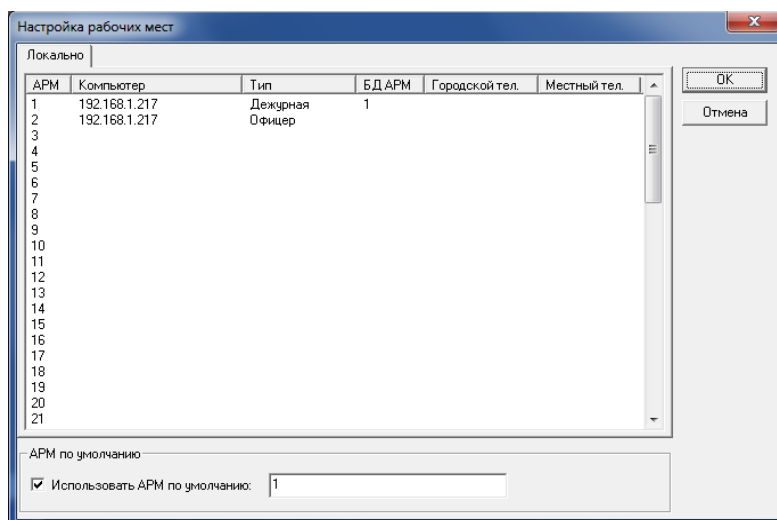 Настройка рабочих мест
Локально
АРМ Компьютер Тип БД АРМ Городской тел. Местный тел.
1 192.168.1.217 Дежурная 1
2 192.168.1.217 Офицер
3
4
5
6
7
8
9
10
11
12
13
14
15
16
17
18
19
20
21
OK
Отмена
АРМ по умолчанию
Использовать АРМ по умолчанию: 1